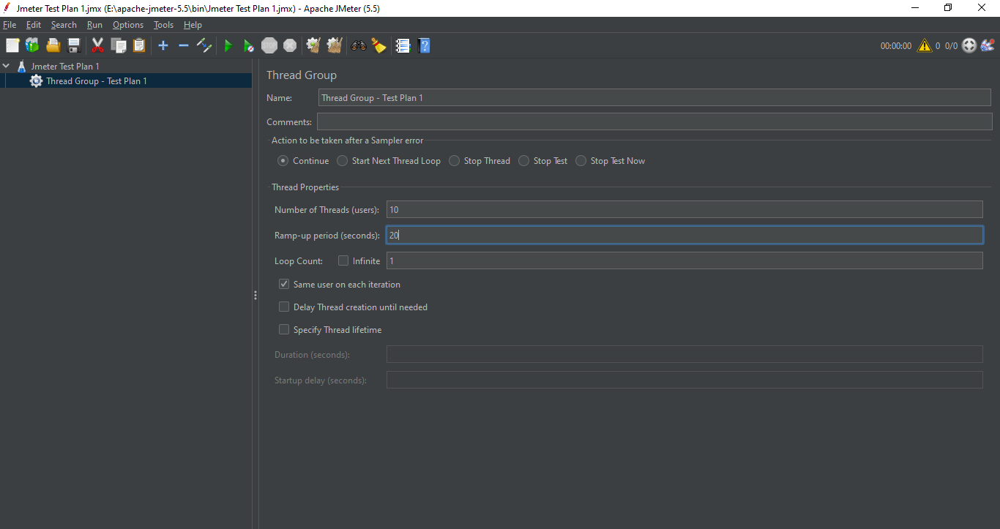 Jmeter Test Plan 1.jmx (E:\apache-jmeter-5.5\bin\Jmeter Test Plan 1.jmx) - Apache JMeter (5.5)
File Edit Search Run Options Tools Help
STOP 00:00:00 0 0/0
Jmeter Test Plan 1
Thread Group - Test Plan 1
Thread Group
Name: Thread Group - Test Plan 1
Comments:
Action to be taken after a Sampler error
Continue Start Next Thread Loop Stop Thread Stop Test Stop Test Now
Thread Properties
Number of Threads (users): 10
Ramp-up period (seconds): 20
Loop Count: Infinite 1
Same user on each iteration
Delay Thread creation until needed
Specify Thread lifetime
Duration (seconds):
Startup delay (seconds):